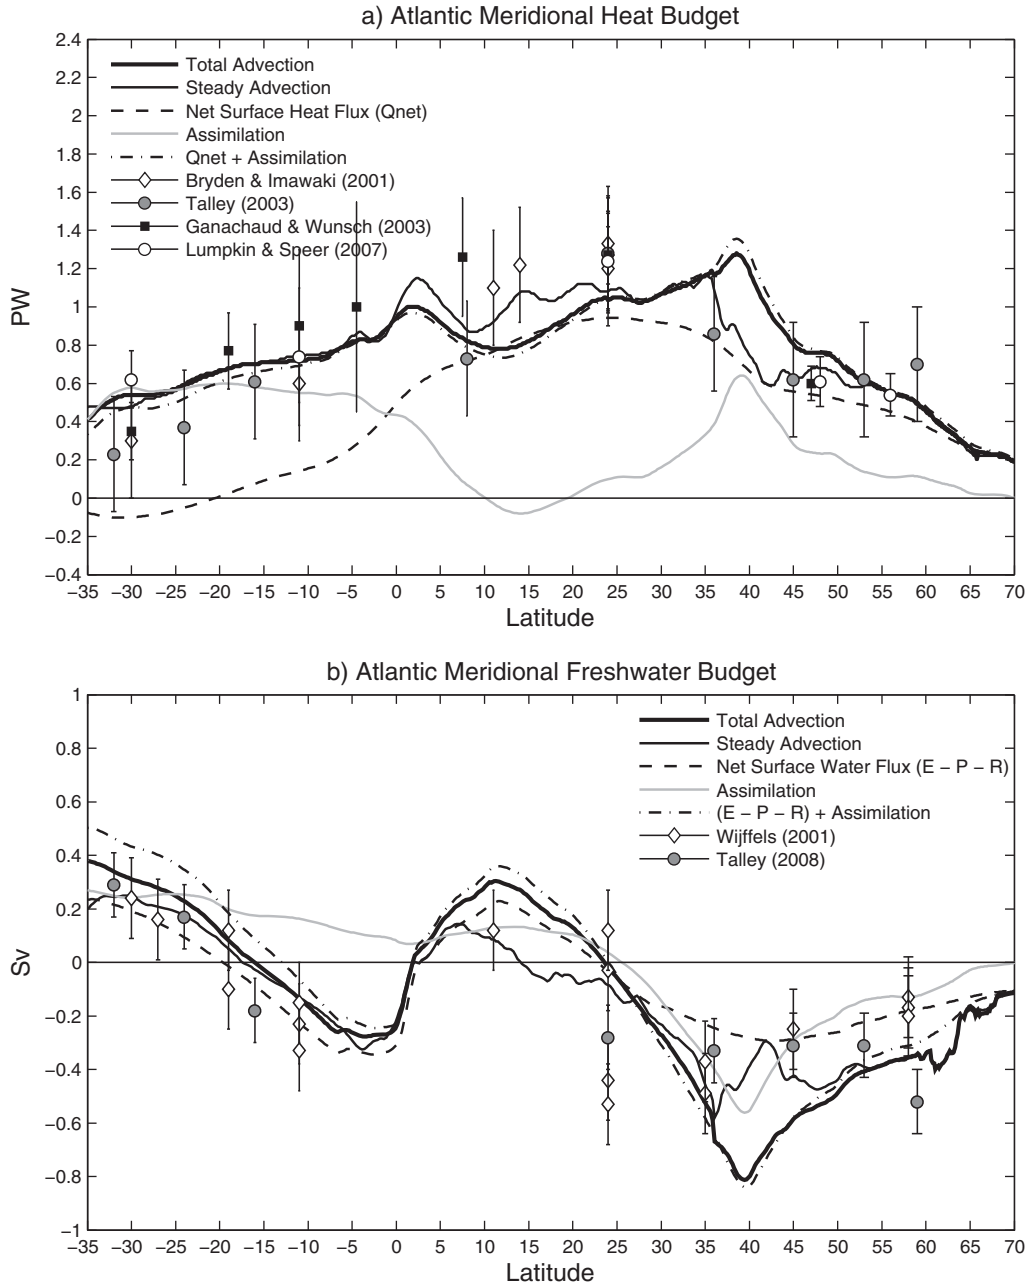 a) Atlantic Meridional Heat Budget
2.4
2.2
2
1.8
1.6
1.4
1.2
1
0.8
0.6
0.4
0.2
0
−0.2
−0.4
PW
Total Advection
Steady Advection
Net Surface Heat Flux (Qnet)
Assimilation
Qnet + Assimilation
Bryden & Imawaki (2001)
Talley (2003)
Ganachaud & Wunsch (2003)
Lumpkin & Speer (2007)
−35 −30 −25 −20 −15 −10 −5 0 5 10 15 20 25 30 35 40 45 50 55 60 65 70
Latitude
b) Atlantic Meridional Freshwater Budget
1
0.8
0.6
0.4
0.2
0
−0.2
−0.4
−0.6
−0.8
−1
Sv
Total Advection
Steady Advection
Net Surface Water Flux (E − P − R)
Assimilation
(E − P − R) + Assimilation
Wijffels (2001)
Talley (2008)
−35 −30 −25 −20 −15 −10 −5 0 5 10 15 20 25 30 35 40 45 50 55 60 65 70
Latitude